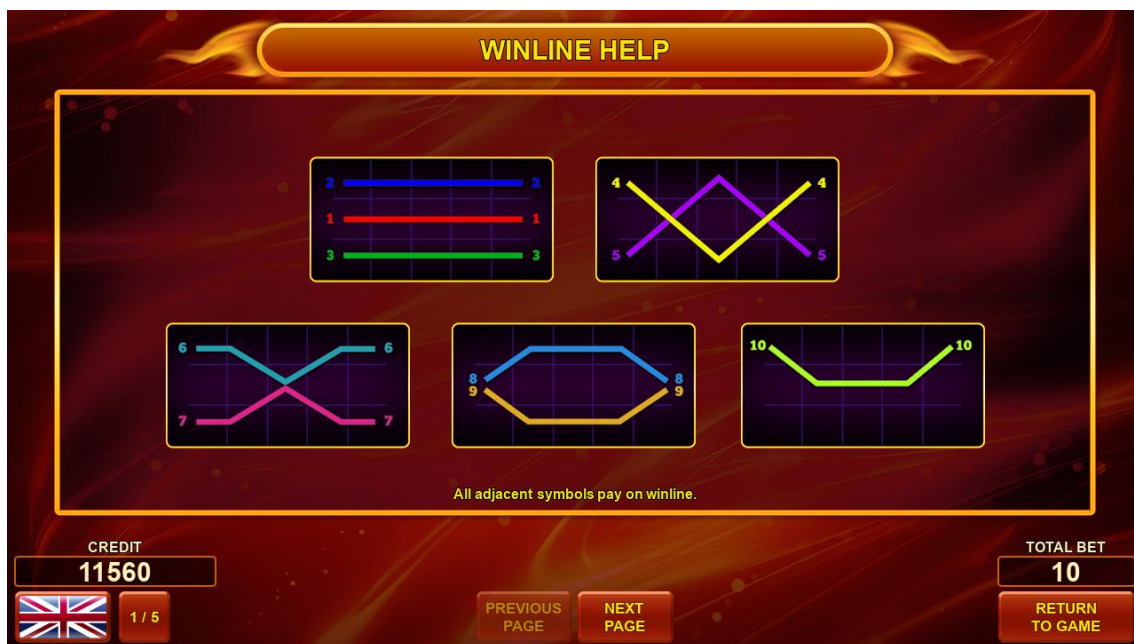 WINLINE HELP
2 2
1 1
3 3
4 4
5 5
6 6
7 7
8 8
9 9
10 10
All adjacent symbols pay on winline.
CREDIT
11560
1 / 5
PREVIOUS
PAGE
NEXT
PAGE
TOTAL BET
10
RETURN
TO GAME